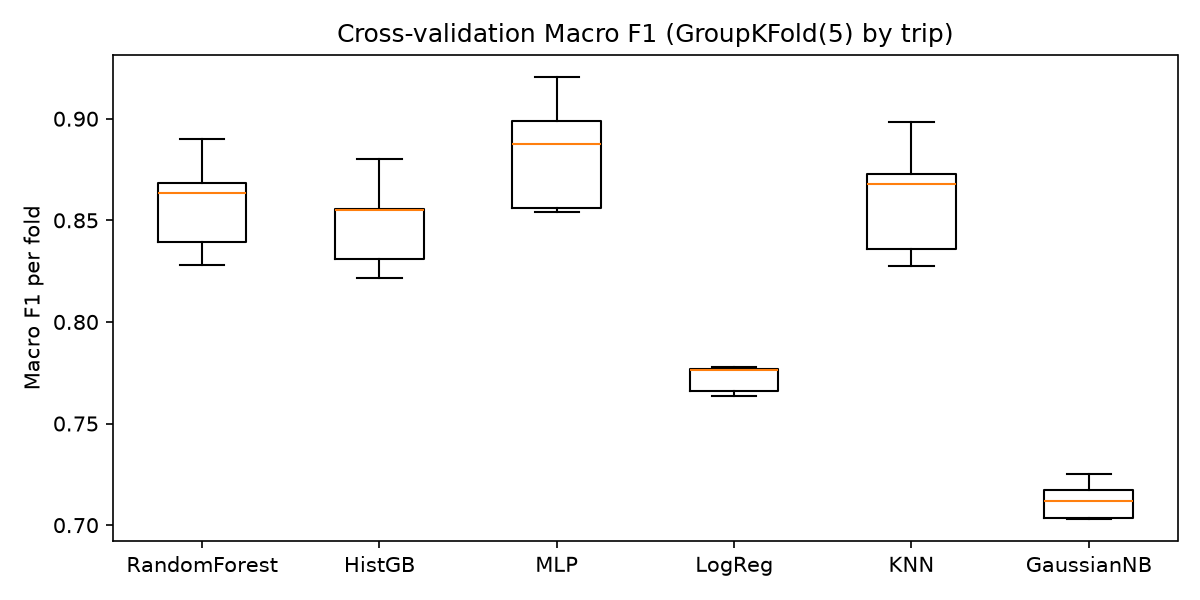 Cross-validation Macro F1 (GroupKFold(5) by trip)
Macro F1 per fold
0.90
0.85
0.80
0.75
0.70
RandomForest HistGB MLP LogReg KNN GaussianNB